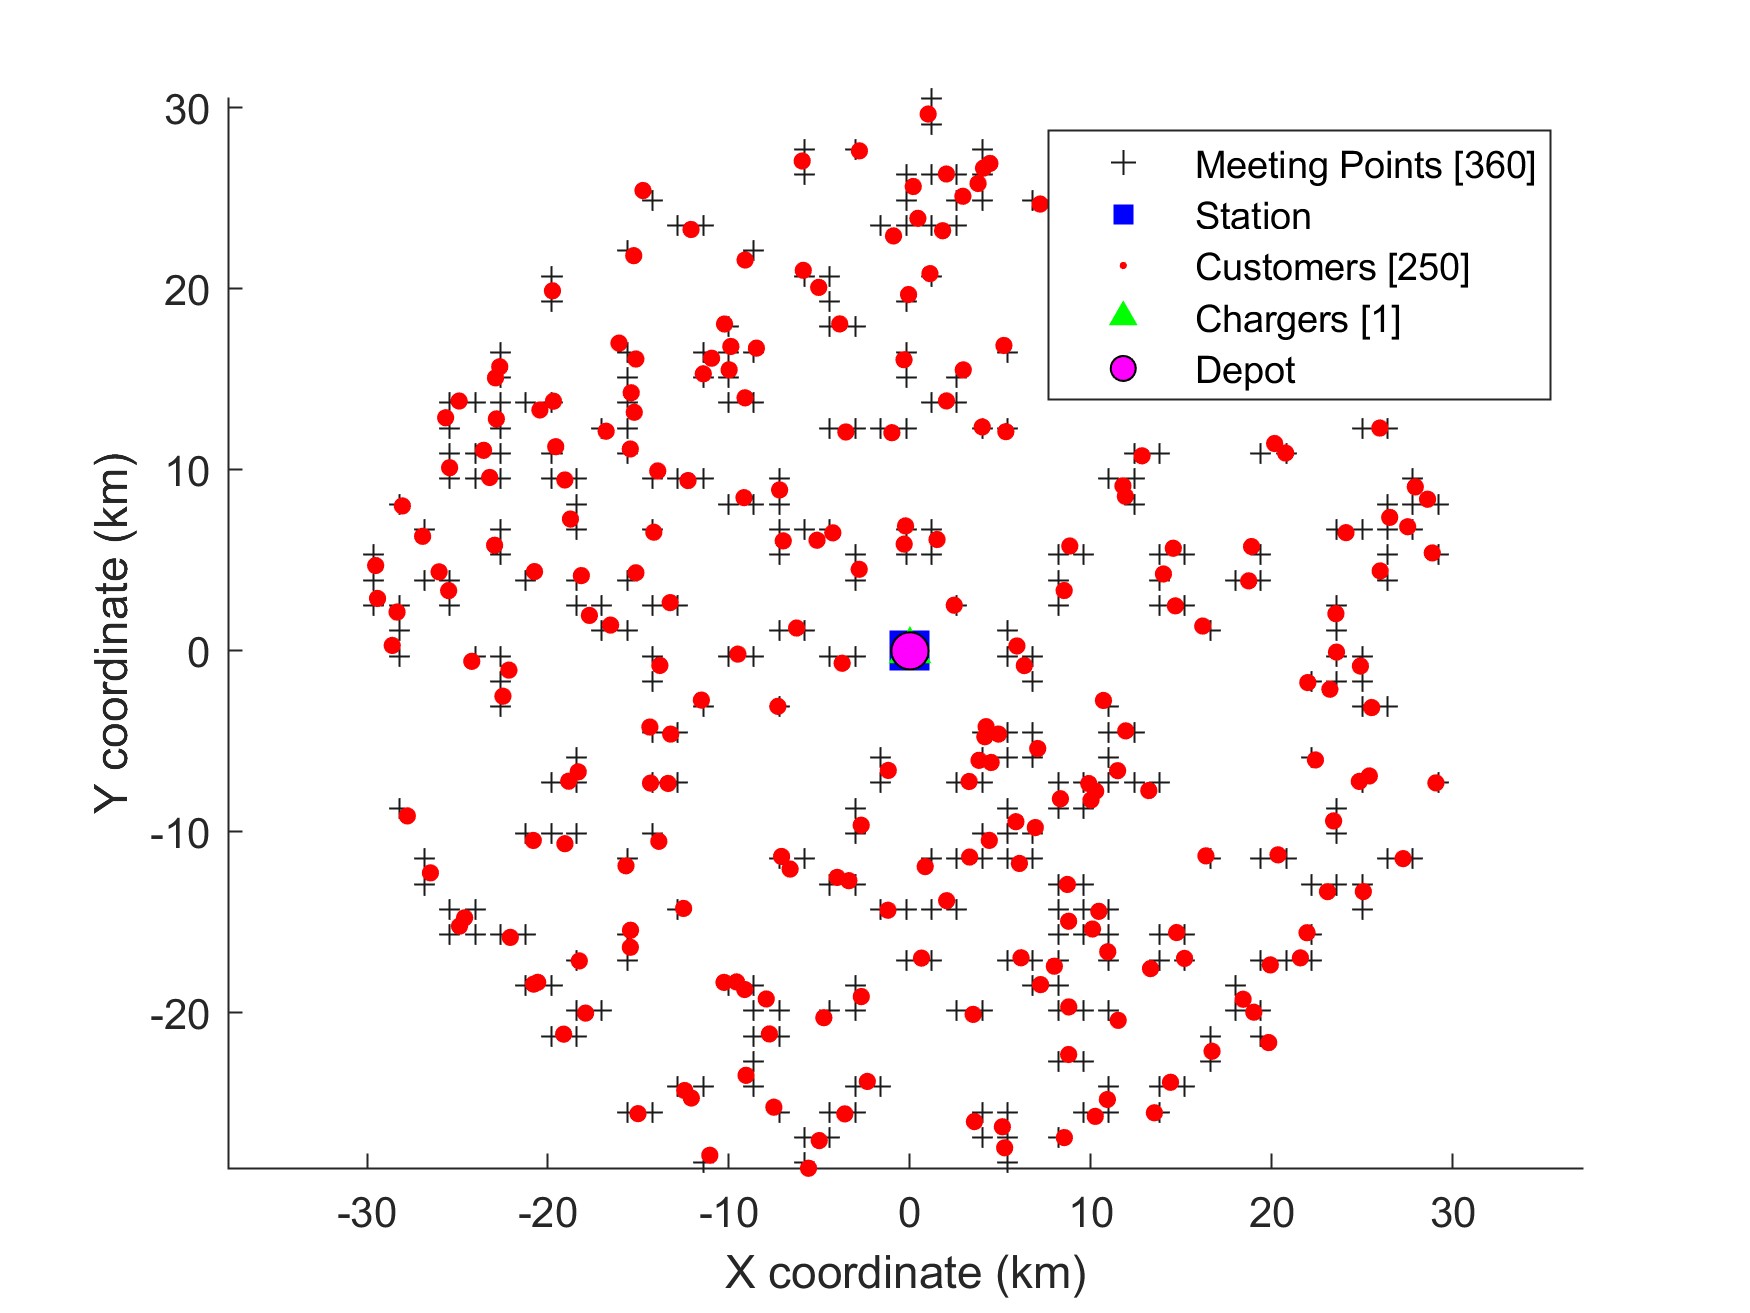 30
20
10
0
-10
-20
Y coordinate (km)
Meeting Points [360]
Station
Customers [250]
Chargers [1]
Depot
-30 -20 -10 0 10 20 30
X coordinate (km)